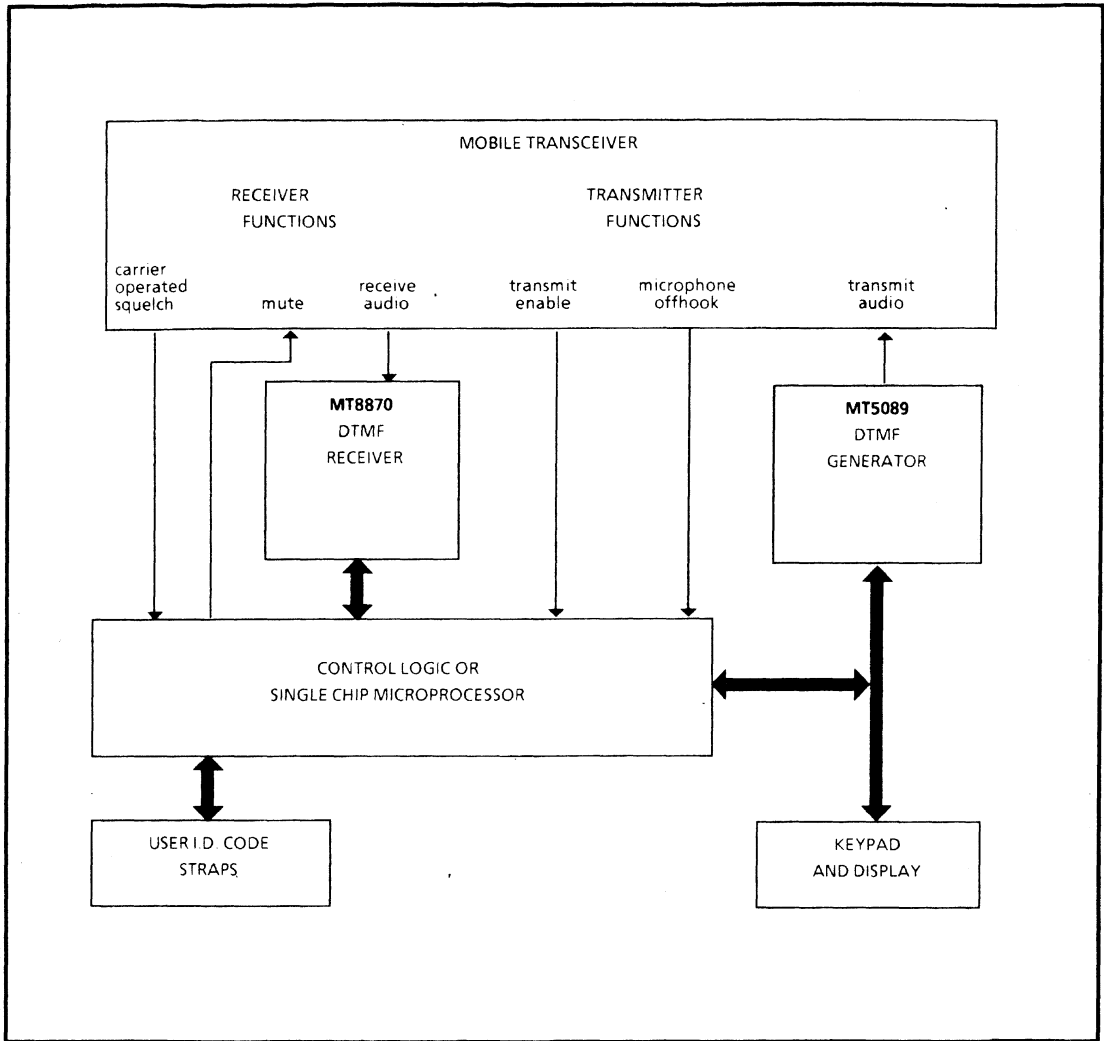 MOBILE TRANSCEIVER
RECEIVER
FUNCTIONS
TRANSMITTER
FUNCTIONS
carrier
operated
squelch
mute
receive
audio
transmit
enable
microphone
offhook
transmit
audio
MT8870
DTMF
RECEIVER
MT5089
DTMF
GENERATOR
CONTROL LOGIC OR
SINGLE CHIP MICROPROCESSOR
USER I.D. CODE
STRAPS
KEYPAD
AND DISPLAY